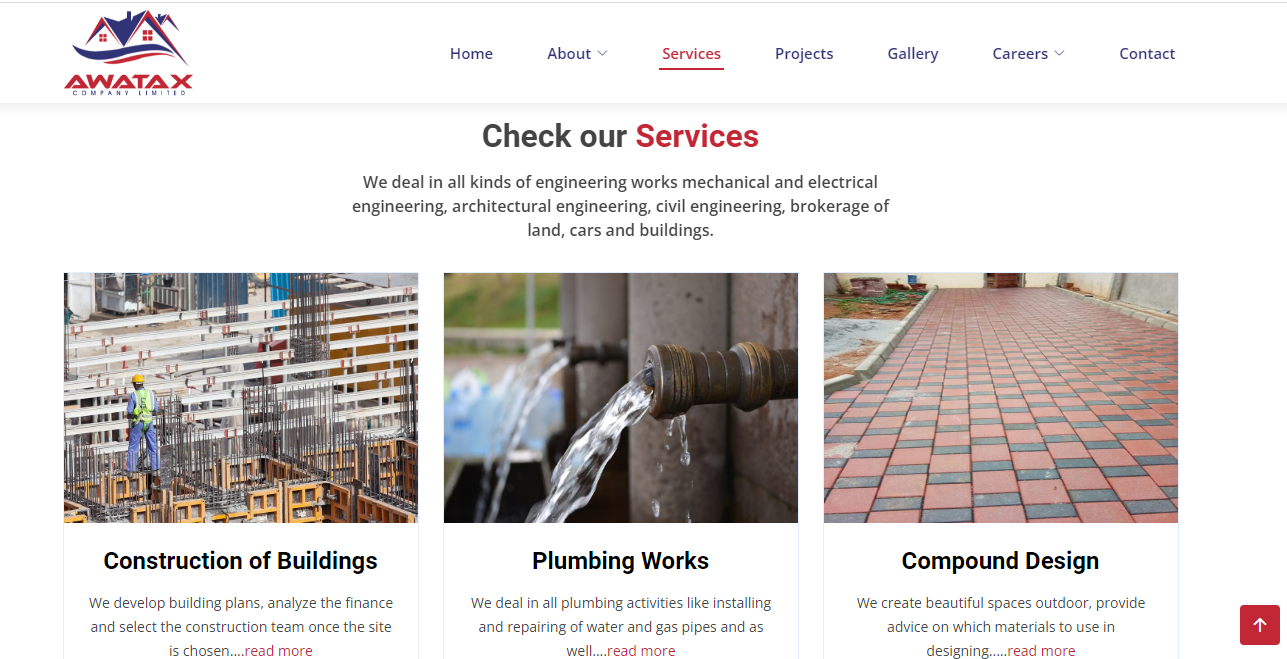 AWATAX
COMPANY LIMITED
Home
About
Services
Projects
Gallery
Careers
Contact
Check our Services
We deal in all kinds of engineering works mechanical and electrical
engineering, architectural engineering, civil engineering, brokerage of
land, cars and buildings.
Construction of Buildings
We develop building plans, analyze the finance
and select the construction team once the site
is chosen....read more
Plumbing Works
We deal in all plumbing activities like installing
and repairing of water and gas pipes and as
well....read more
Compound Design
We create beautiful spaces outdoor, provide
advice on which materials to use in
designing.....read more